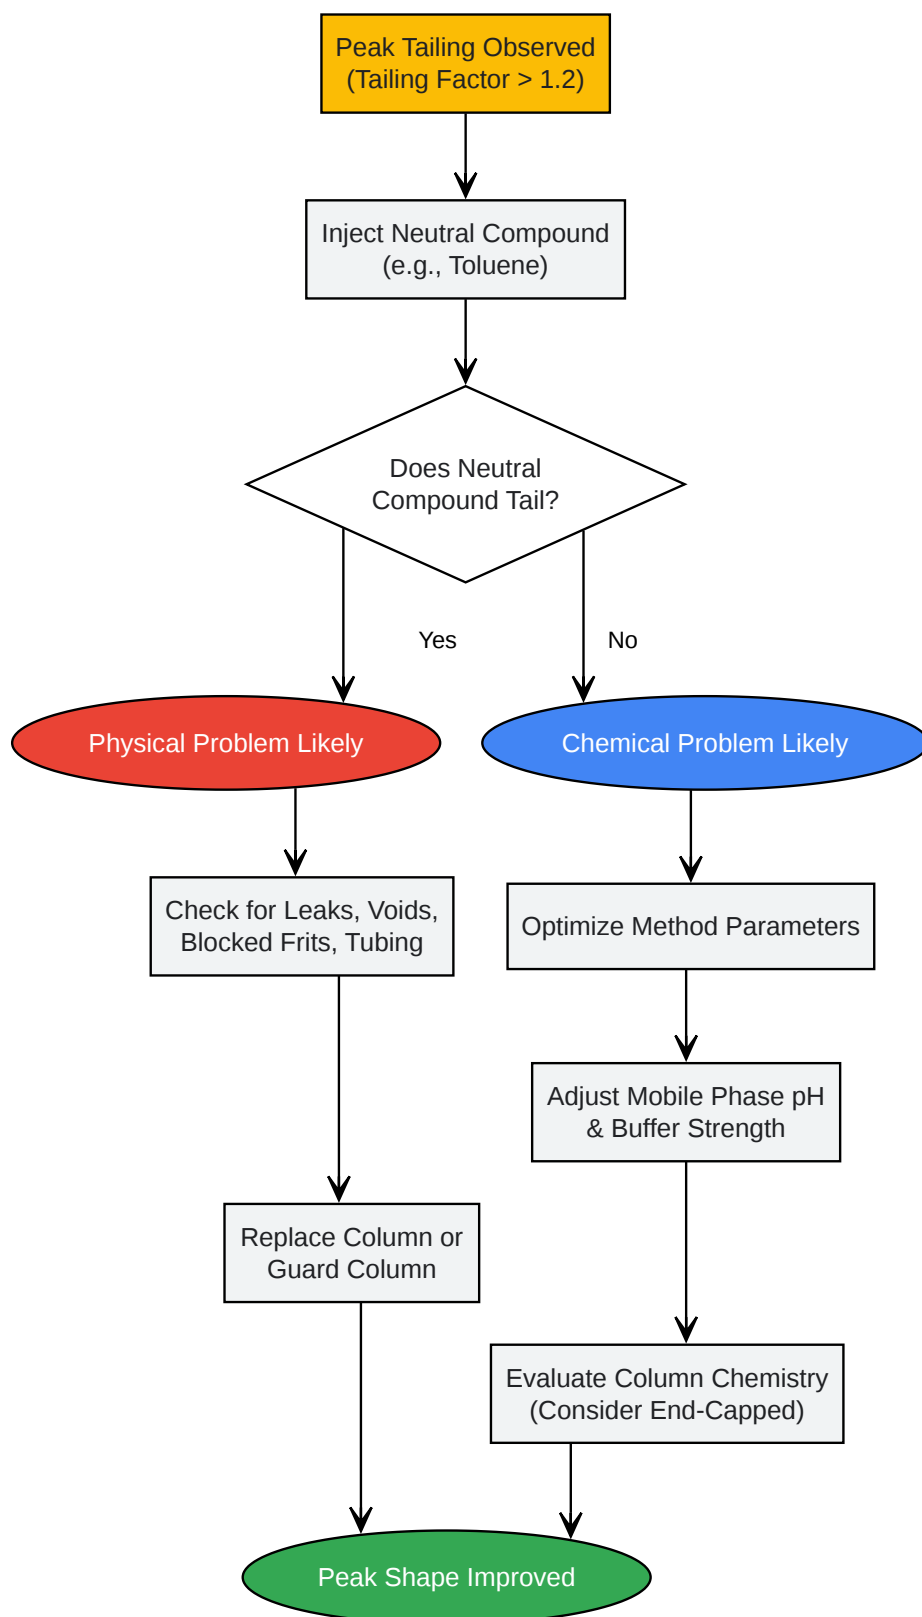 Peak Tailing Observed
(Tailing Factor > 1.2)
Inject Neutral Compound
(e.g., Toluene)
Does Neutral
Compound Tail?
Yes
No
Physical Problem Likely
Chemical Problem Likely
Check for Leaks, Voids,
Blocked Frits, Tubing
Optimize Method Parameters
Adjust Mobile Phase pH
& Buffer Strength
Replace Column or
Guard Column
Evaluate Column Chemistry
(Consider End-Capped)
Peak Shape Improved